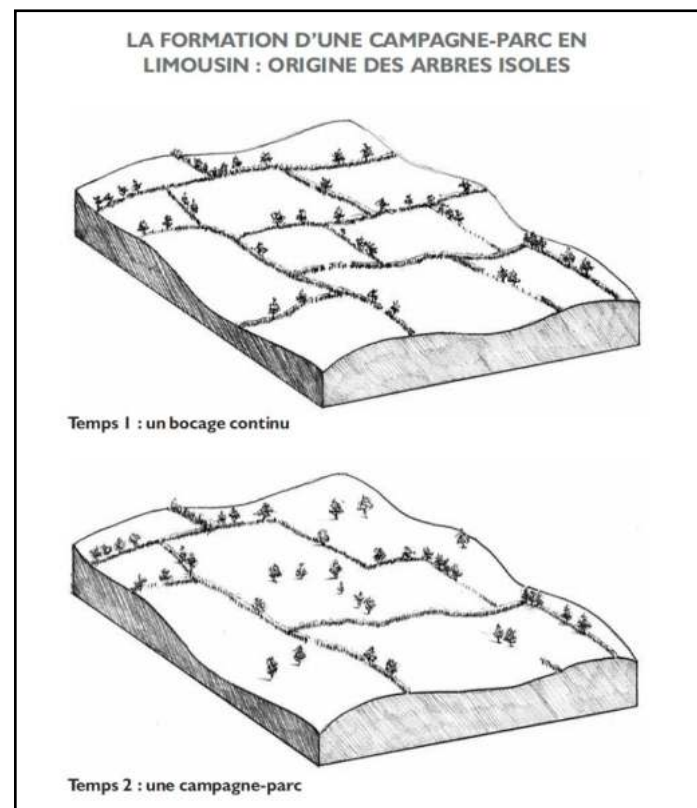 LA FORMATION D'UNE CAMPAGNE-PARC EN
LIMOUSIN : ORIGINE DES ARBRES ISOLES
Temps 1 : un bocage continu
Temps 2 : une campagne-parc